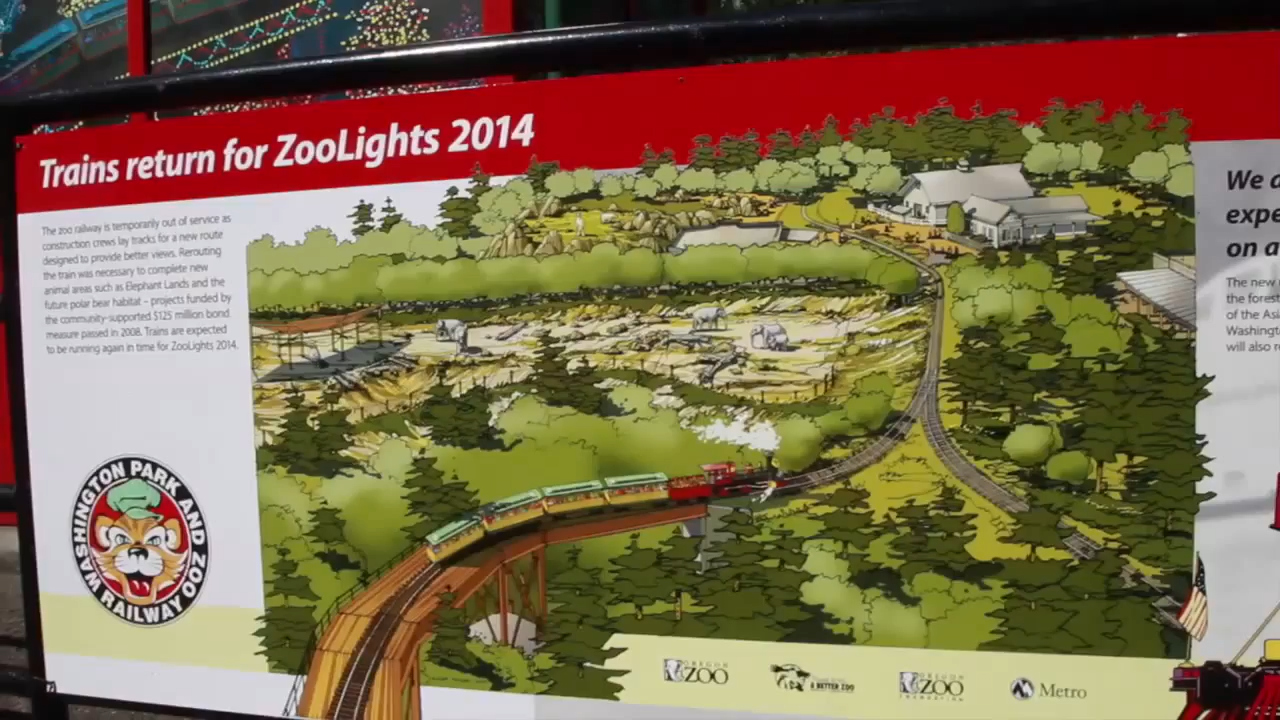 Trains return for ZooLights 2014
The zoo railway is temporarily out of service as
construction crews lay tracks for a new route
designed to provide better views. Rerouting
the train was necessary to complete new
animal areas such as Elephant Lands and the
future polar bear habitat – projects funded by
the community-supported $125 million bond
measure passed in 2008. Trains are expected
to be running again in time for ZooLights 2014.
WASHINGTON PARK AND ZOO RAILWAY
We
on a
The new
the forest
of the
Washingt
will also
OREGON
ZOO
A BETTER ZOO
OREGON
ZOO
FOUNDATION
Metro